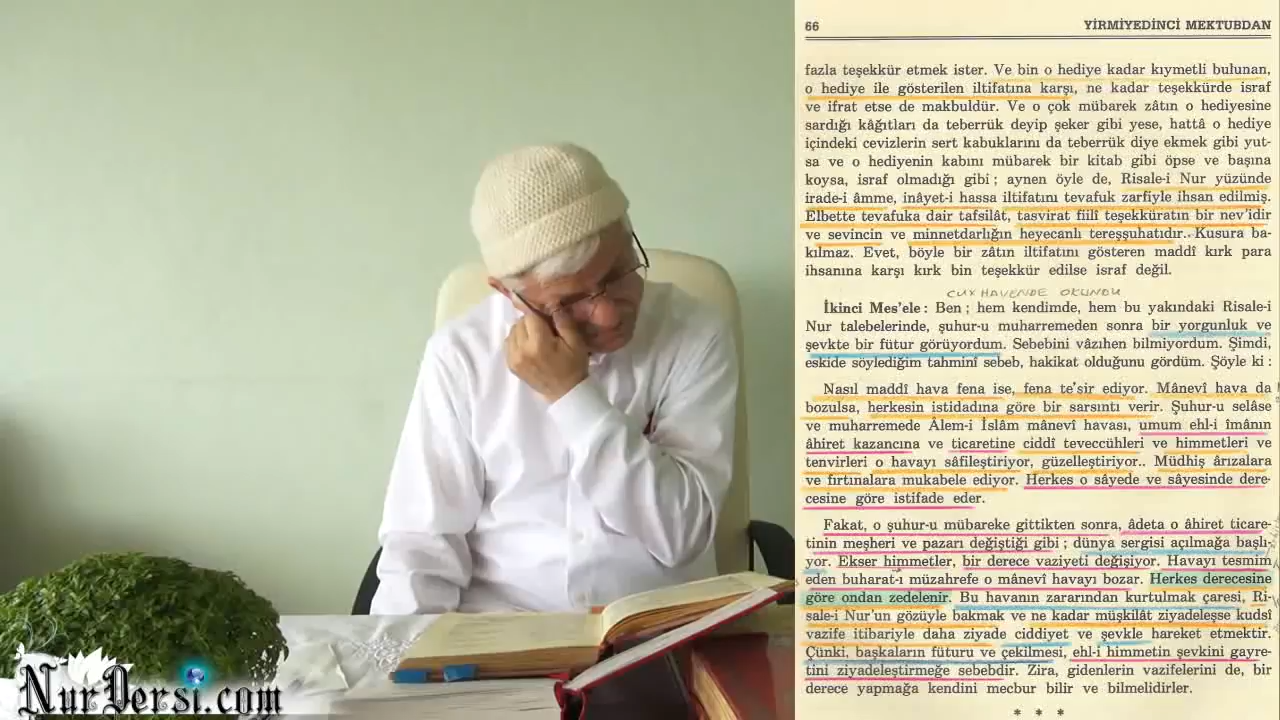 66 YİRMİYEDİNCİ MEKTUBDAN
fazla teşekkür etmek ister. Ve bin o hediye kadar kıymetli bulunan,
o hediye ile gösterilen iltifatına karşı, ne kadar teşekkürde israf
ve ifrat etse de makbuldür. Ve o çok mübarek zâtın o hediyesine
sardığı kâğıtları da teberrük deyip şeker gibi yese, hattâ o hediye
içindeki cevizlerin sert kabuklarını da teberrük diye ekmek gibi yut-
sa ve o hediyenin kabını mübarek bir kitab gibi öpse ve başına
koysa, israf olmadığı gibi; aynen öyle de, Risale-i Nur yüzünde
irade-i âmme, inâyet-i hassa iltifatını tevafuk zarfiyle ihsan edilmiş.
Elbette tevafuka dair tafsilât, tasvirat fiilî teşekküratın bir nev'idir
ve sevincin ve minnetdarlığın heyecanlı tereşşuhatıdır.. Kusura ba-
kılmaz. Evet, böyle bir zâtın iltifatını gösteren maddî kırk para
ihsanına karşı kırk bin teşekkür edilse israf değil.
CUXHAVENDE OKUNDU
İkinci Mes'ele: Ben; hem kendimde, hem bu yakındaki Risale-i
Nur talebelerinde, şuhur-u muharremeden sonra bir yorgunluk ve
şevkte bir fütur görüyordum. Sebebini vâzıhen bilmiyordum. Şimdi,
eskide söylediğim tahminî sebeb, hakikat olduğunu gördüm. Şöyle ki:
Nasıl maddî hava fena ise, fena te'sir ediyor. Mânevî hava da
bozulsa, herkesin istidadına göre bir sarsıntı verir. Şuhur-u selâse
ve muharremede Âlem-i İslâm mânevî havası, umum ehl-i îmânın
âhiret kazancına ve ticaretine ciddî teveccühleri ve himmetleri ve
tenvirleri o havayı sâfileştiriyor, güzelleştiriyor.. Müdhiş ârızalara
ve fırtınalara mukabele ediyor. Herkes o sâyede ve sâyesinde dere-
cesine göre istifade eder.
Fakat, o şuhur-u mübareke gittikten sonra, âdeta o âhiret ticare-
tinin meşheri ve pazarı değiştiği gibi; dünya sergisi açılmağa başlı-
yor. Ekser himmetler, bir derece vaziyeti değişiyor. Havayı tesmim
eden buharat-ı müzahrefe o mânevî havayı bozar. Herkes derecesine
göre ondan zedelenir. Bu havanın zararından kurtulmak çaresi, Ri-
sale-i Nur'un gözüyle bakmak ve ne kadar müşkilât ziyadeleşse kudsî
vazife itibariyle daha ziyade ciddiyet ve şevkle hareket etmektir.
Çünki, başkaların füturu ve çekilmesi, ehl-i himmetin şevkini gayre-
tini ziyadeleştirmeğe sebebdir. Zira, gidenlerin vazifelerini de, bir
derece yapmağa kendini mecbur bilir ve bilmelidirler.
* * *
NurDersi.com